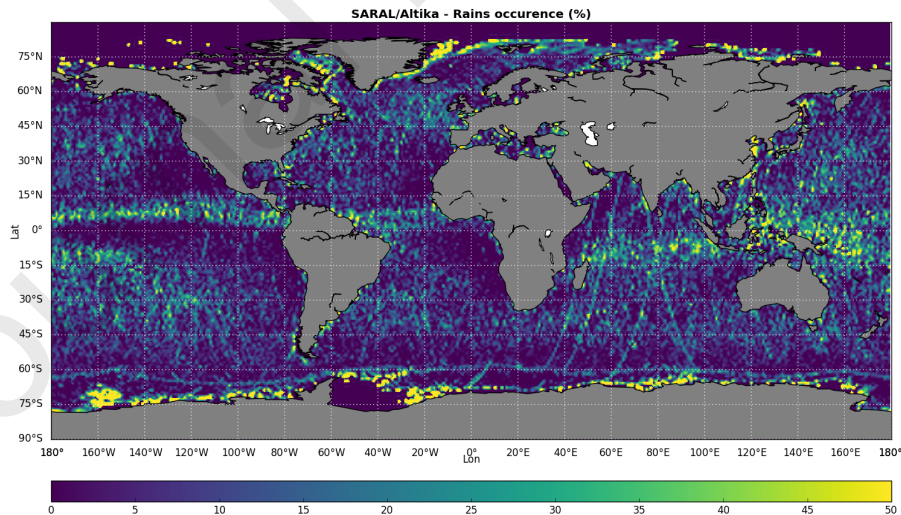 SARAL/Altika - Rains occurence (%)
75°N
60°N
45°N
30°N
15°N
0°
15°S
30°S
45°S
60°S
75°S
90°S
Lat
180° 160°W 140°W 120°W 100°W 80°W 60°W 40°W 20°W 0° 20°E 40°E 60°E 80°E 100°E 120°E 140°E 160°E 180°
Lon
0 5 10 15 20 25 30 35 40 45 50